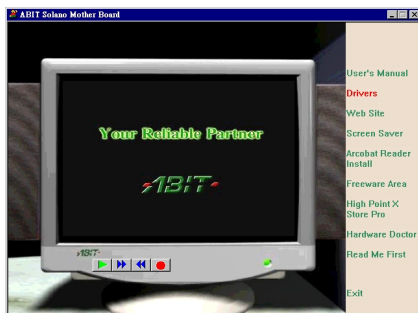 ABIT Solano Mother Board
Your Reliable Partner
ABIT
ABIT
User's Manual
Drivers
Web Site
Screen Saver
Arcobat Reader
Install
Freeware Area
High Point X
Store Pro
Hardware Doctor
Read Me First
Exit